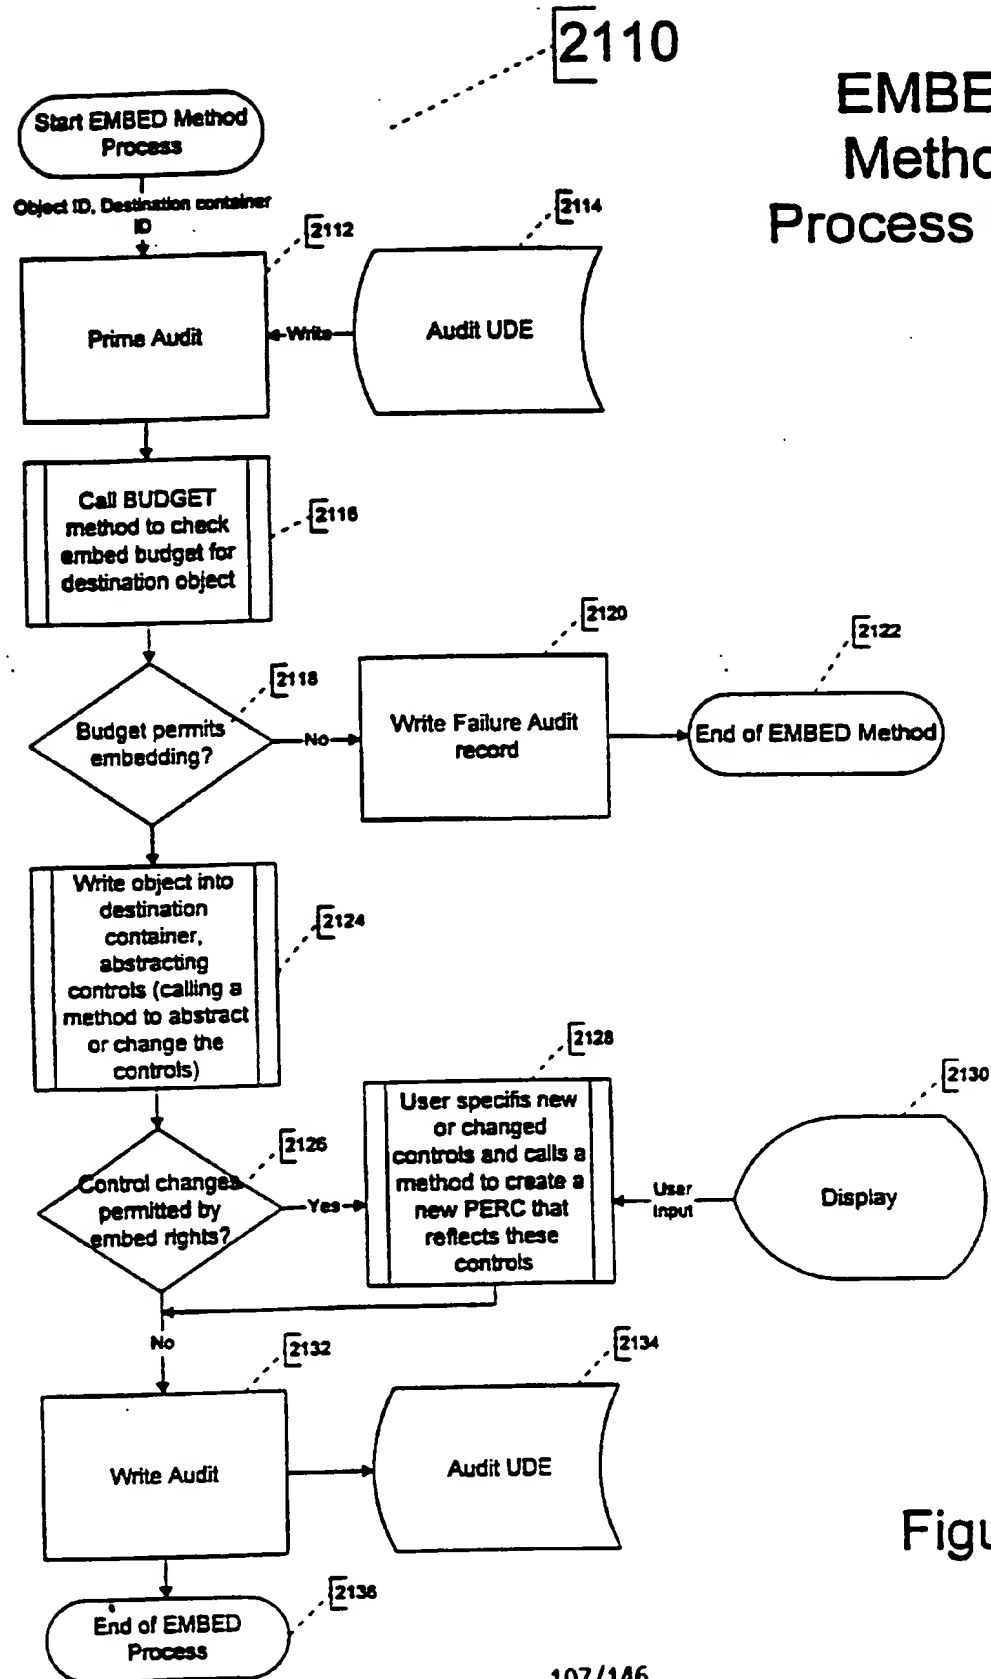 2110
EMBE
Metho
Process
Start EMBED Method
Process
Object ID, Destination container
ID
2112
2114
Prime Audit
Write
Audit UDE
Call BUDGET
method to check
embed budget for
destination object
2116
2118
2120
2122
Budget permits
embedding?
No
Write Failure Audit
record
End of EMBED Method
Write object into
destination
container,
abstracting
controls (calling a
method to abstract
or change the
controls)
2124
2126
2128
2130
Control changes
permitted by
embed rights?
Yes
User specifis new
or changed
controls and calls a
method to create a
new PERC that
reflects these
controls
User
Input
Display
No
2132
2134
Write Audit
Audit UDE
Figu
2136
End of EMBED
Process
107/146